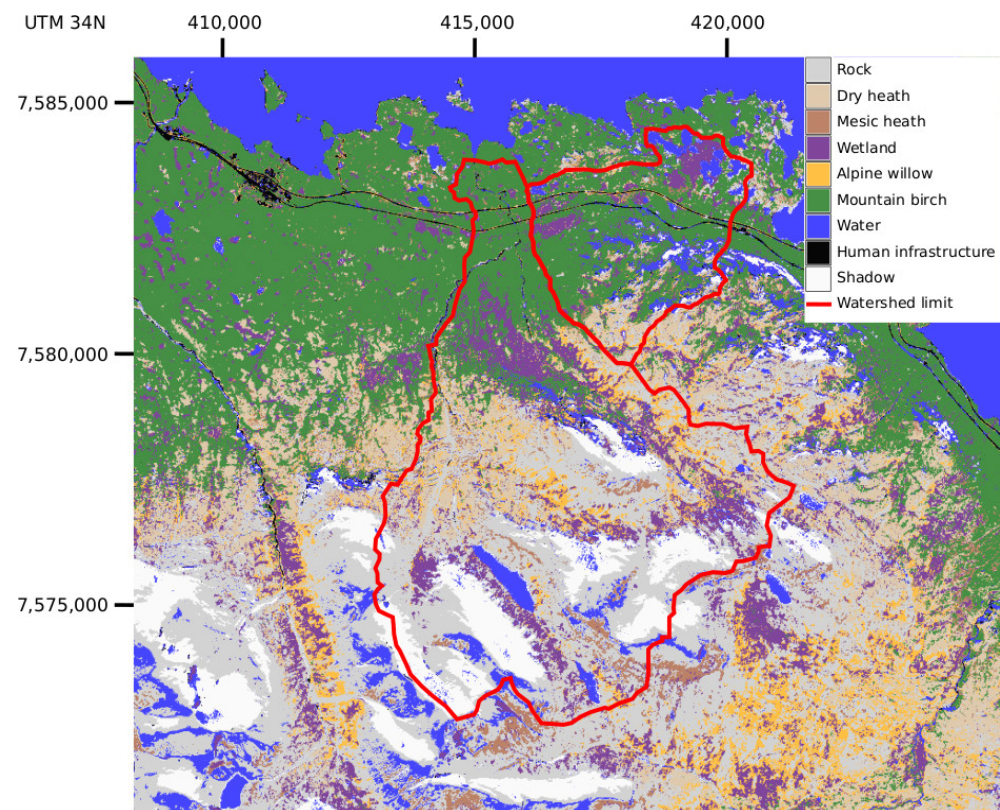 UTM 34N
410,000
415,000
420,000
7,585,000
7,580,000
7,575,000
Rock
Dry heath
Mesic heath
Wetland
Alpine willow
Mountain birch
Water
Human infrastructure
Shadow
Watershed limit